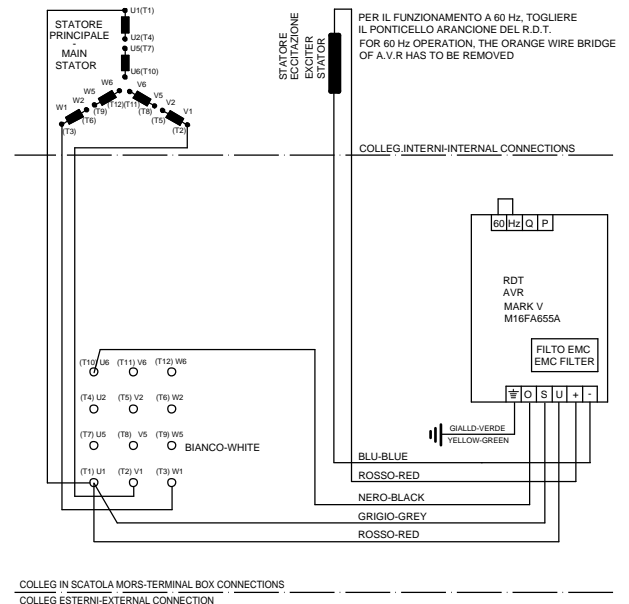 STATORE
PRINCIPALE
-
MAIN
STATOR
U1(T1)
U2(T4)
U5(T7)
U6(T10)
W6
V6
W5
V5
W2
V2
W1
V1
(T12)
(T11)
(T9)
(T8)
(T6)
(T5)
(T3)
(T2)
STATORE
ECCITAZIONE
EXCITER
STATOR
PER IL FUNZIONAMENTO A 60 Hz, TOGLIERE
IL PONTICELLO ARANCIONE DEL R.D.T.
FOR 60 Hz OPERATION, THE ORANGE WIRE BRIDGE
OF A.V.R HAS TO BE REMOVED
COLLEG.INTERNI-INTERNAL CONNECTIONS
60 Hz Q P
RDT
AVR
MARK V
M16FA655A
FILTO EMC
EMC FILTER
O S U + -
(T10) U6 (T11) V6 (T12) W6
(T4) U2 (T5) V2 (T6) W2
(T7) U5 (T8) V5 (T9) W5
BIANCO-WHITE
(T1) U1 (T2) V1 (T3) W1
GIALLD-VERDE
YELLOW-GREEN
BLU-BLUE
ROSSO-RED
NERO-BLACK
GRIGIO-GREY
ROSSO-RED
COLLEG IN SCATOLA MORS-TERMINAL BOX CONNECTIONS
COLLEG ESTERNI-EXTERNAL CONNECTION